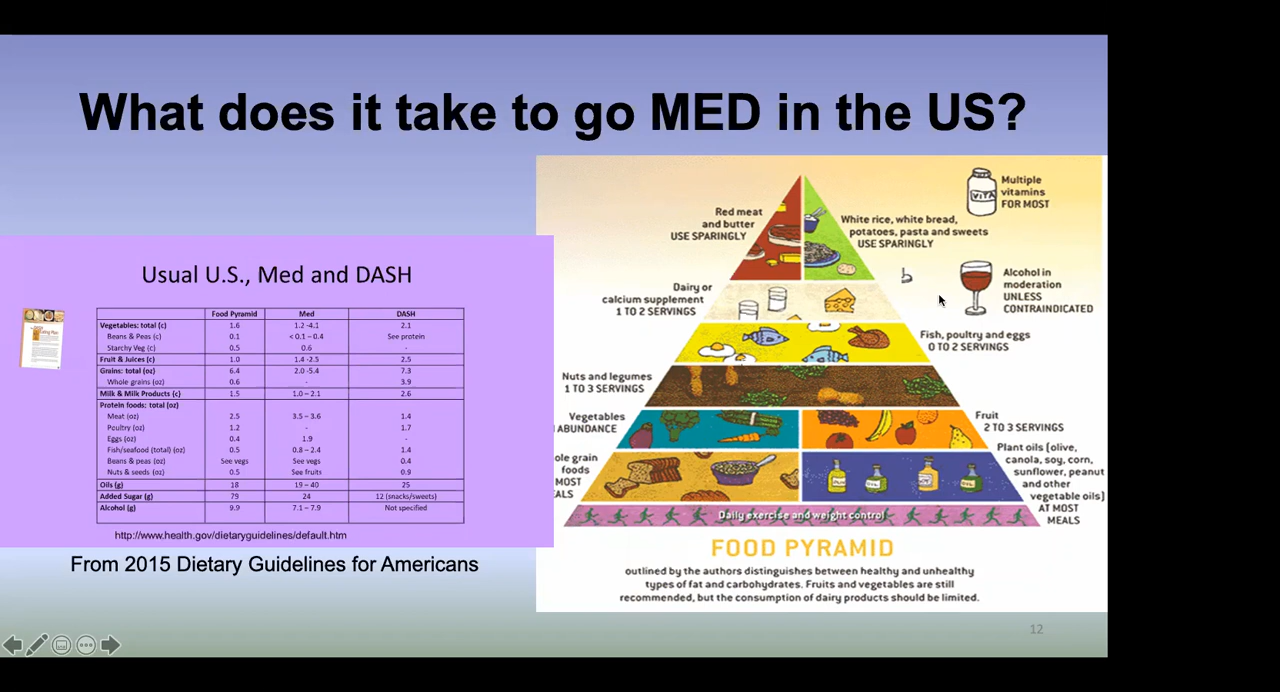 What does it take to go MED in the US?
Usual U.S., Med and DASH
Food Pyramid Med DASH
Vegetables: total (c) 1.6 1.2 -4.1 2.1
Beans & Peas (c) 0.1 < 0.1 – 0.4 See protein
Starchy Veg (c) 0.5 0.6 -
Fruit & Juices (c) 1.0 1.4 -2.5 2.5
Grains: total (oz) 6.4 2.0 -5.4 7.3
Whole grains (oz) 0.6 - 3.9
Milk & Milk Products (c) 1.5 1.0 – 2.1 2.6
Protein foods: total (oz)
Meat (oz) 2.5 3.5 – 3.6 1.4
Poultry (oz) 1.2 - 1.7
Eggs (oz) 0.4 1.9 -
Fish/seafood (total) (oz) 0.5 0.8 – 2.4 1.4
Beans & peas (oz) See vegs See vegs 0.4
Nuts & seeds (oz) 0.5 See fruits 0.9
Oils (g) 18 19 – 40 25
Added Sugar (g) 79 24 12 (snacks/sweets)
Alcohol (g) 9.9 7.1 – 7.9 Not specified
http://www.health.gov/dietaryguidelines/default.htm
From 2015 Dietary Guidelines for Americans
Multiple
vitamins
FOR MOST
VITA
Red meat
and butter
USE SPARINGLY
White rice, white bread,
potatoes, pasta and sweets
USE SPARINGLY
Alcohol in
moderation
UNLESS
CONTRAINDICATED
Dairy or
calcium supplement
1 TO 2 SERVINGS
Fish, poultry and eggs
0 TO 2 SERVINGS
Nuts and legumes
1 TO 3 SERVINGS
Vegetables
ABUNDANCE
Fruit
2 TO 3 SERVINGS
ole grain
foods
MOST
ALS
Plant oils (olive,
canola, soy, corn,
sunflower, peanut
and other
vegetable oils)
AT MOST
MEALS
Daily exercise and weight control
FOOD PYRAMID
outlined by the authors distinguishes between healthy and unhealthy
types of fat and carbohydrates. Fruits and vegetables are still
recommended, but the consumption of dairy products should be limited.
12